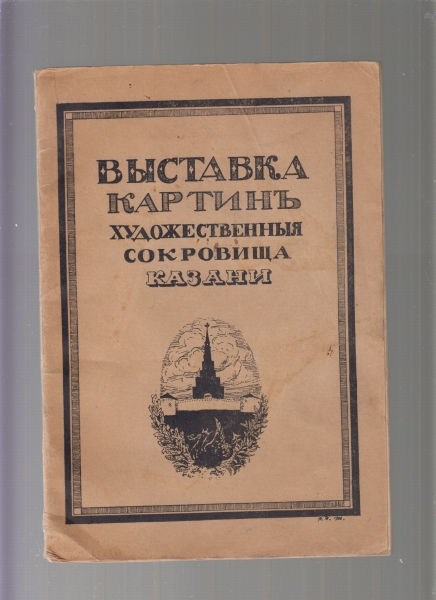 ВЫСТАВКА
КАРТИНЪ
ХУДОЖЕСТВЕННЫЯ
СОКРОВИЩА
КАЗАНИ